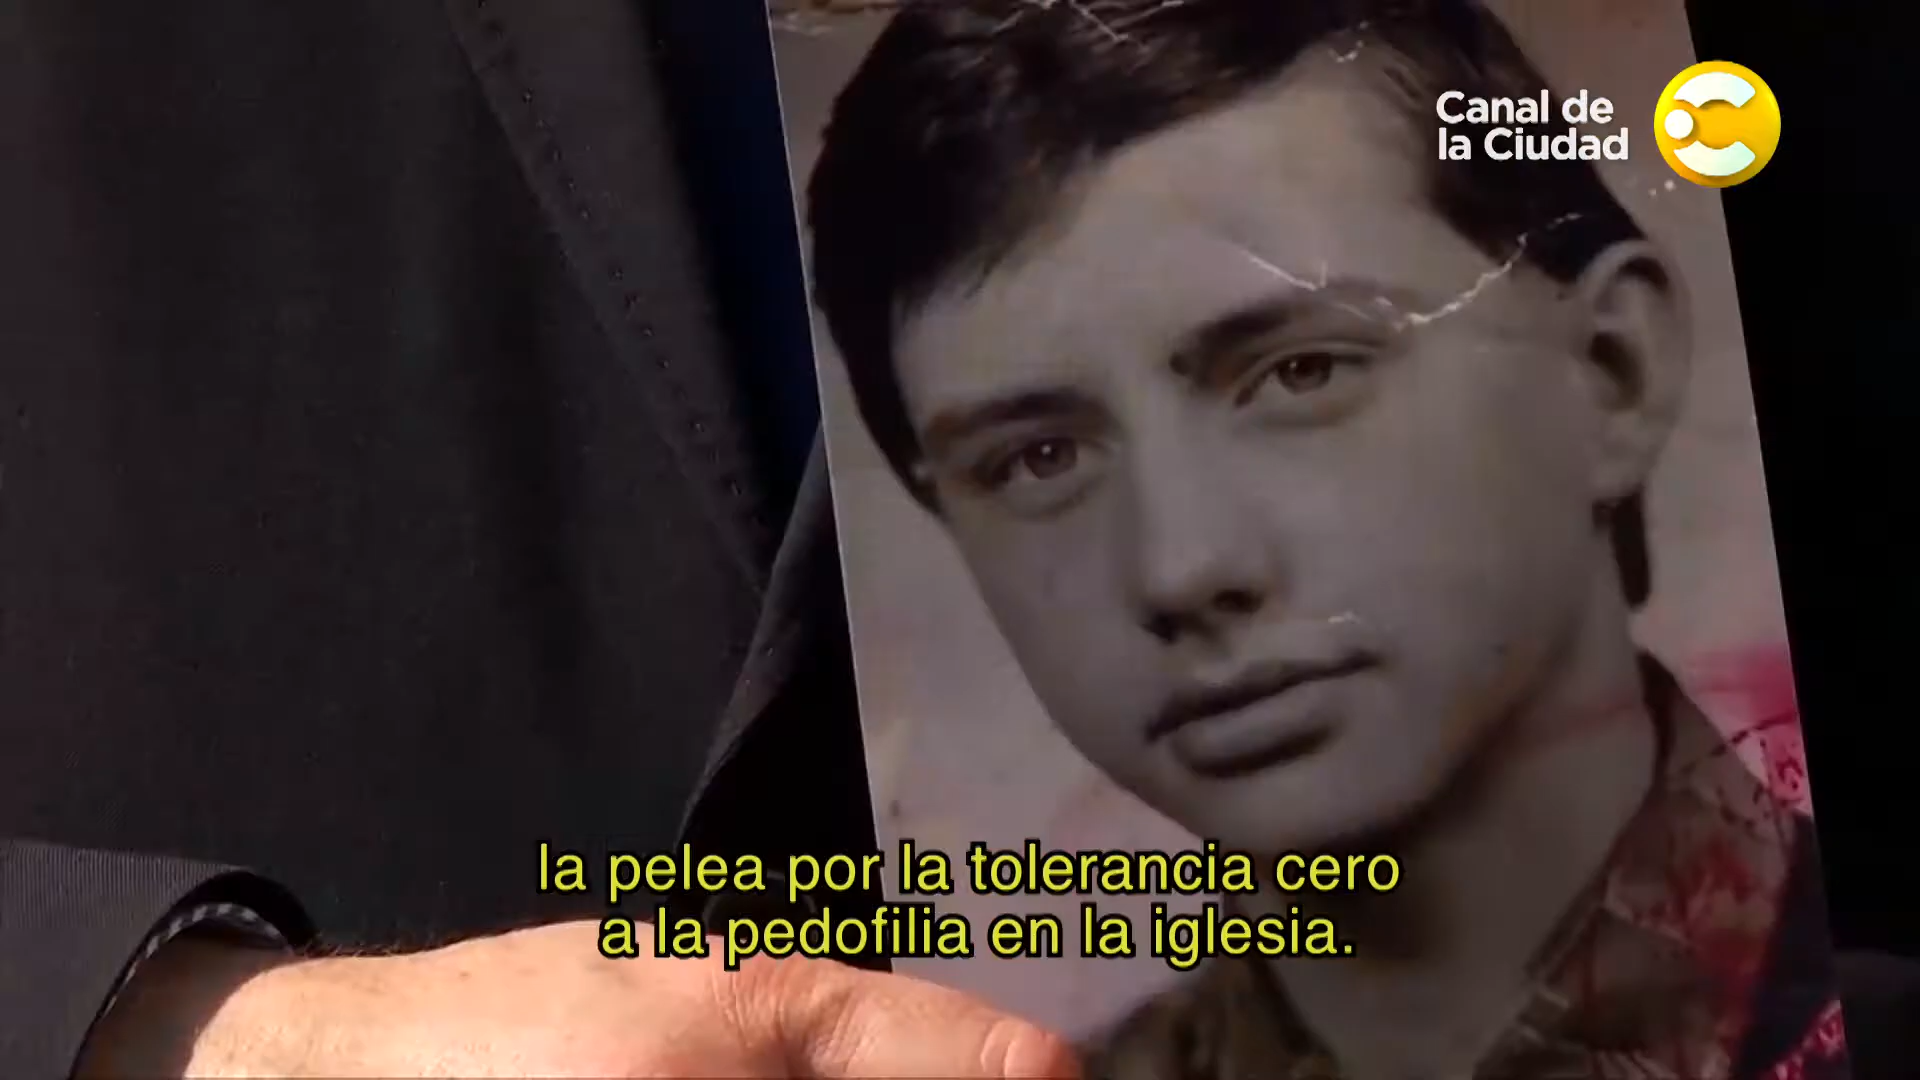 Canal de
la Ciudad
la pelea por la tolerancia cero
a la pedofilia en la iglesia.